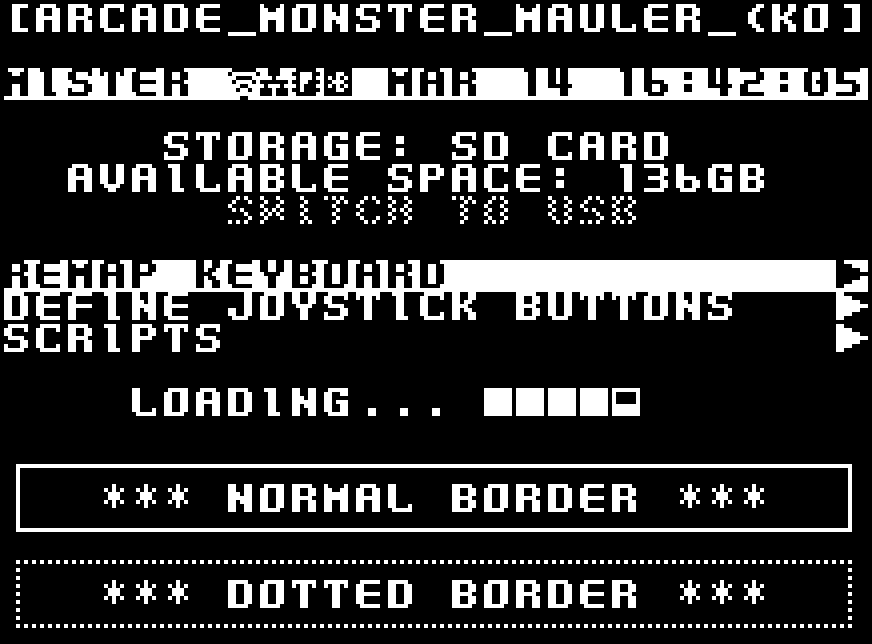 [ARCADE_MONSTER_MAULER_(KO]
MISTER MAR 14 16:42:05
STORAGE: SD CARD
AVAILABLE SPACE: 136GB
SWITCH TO USB
REMAP KEYBOARD
DEFINE JOYSTICK BUTTONS
SCRIPTS
LOADING...
*** NORMAL BORDER ***
*** DOTTED BORDER ***